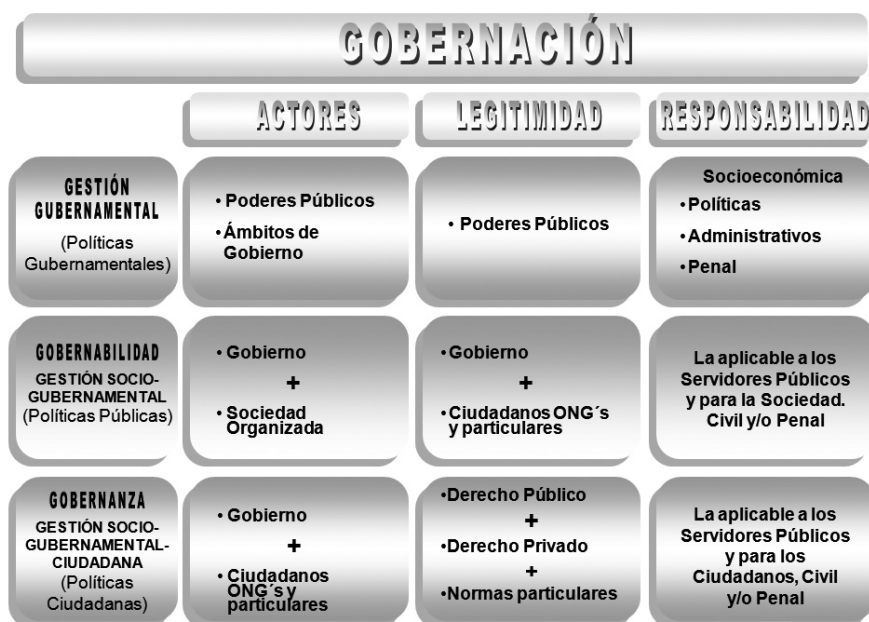 GOBERNACIÓN
ACTORES
LEGITIMIDAD
RESPONSABILIDAD
GESTIÓN
GUBERNAMENTAL
(Políticas
Gubernamentales)
• Poderes Públicos
• Ámbitos de
Gobierno
• Poderes Públicos
Socioeconómica
• Políticas
• Administrativos
• Penal
GOBERNABILIDAD
GESTIÓN SOCIO-
GUBERNAMENTAL
(Políticas Públicas)
• Gobierno
+
• Sociedad
Organizada
• Gobierno
+
• Ciudadanos ONG´s
y particulares
La aplicable a los
Servidores Públicos
y para la Sociedad.
Civil y/o Penal
GOBERNANZA
GESTIÓN SOCIO-
GUBERNAMENTAL-
CIUDADANA
(Políticas
Ciudadanas)
• Gobierno
+
• Ciudadanos
ONG´s y
particulares
• Derecho Público
+
• Derecho Privado
+
• Normas particulares
La aplicable a los
Servidores Públicos
y para los
Ciudadanos, Civil
y/o Penal